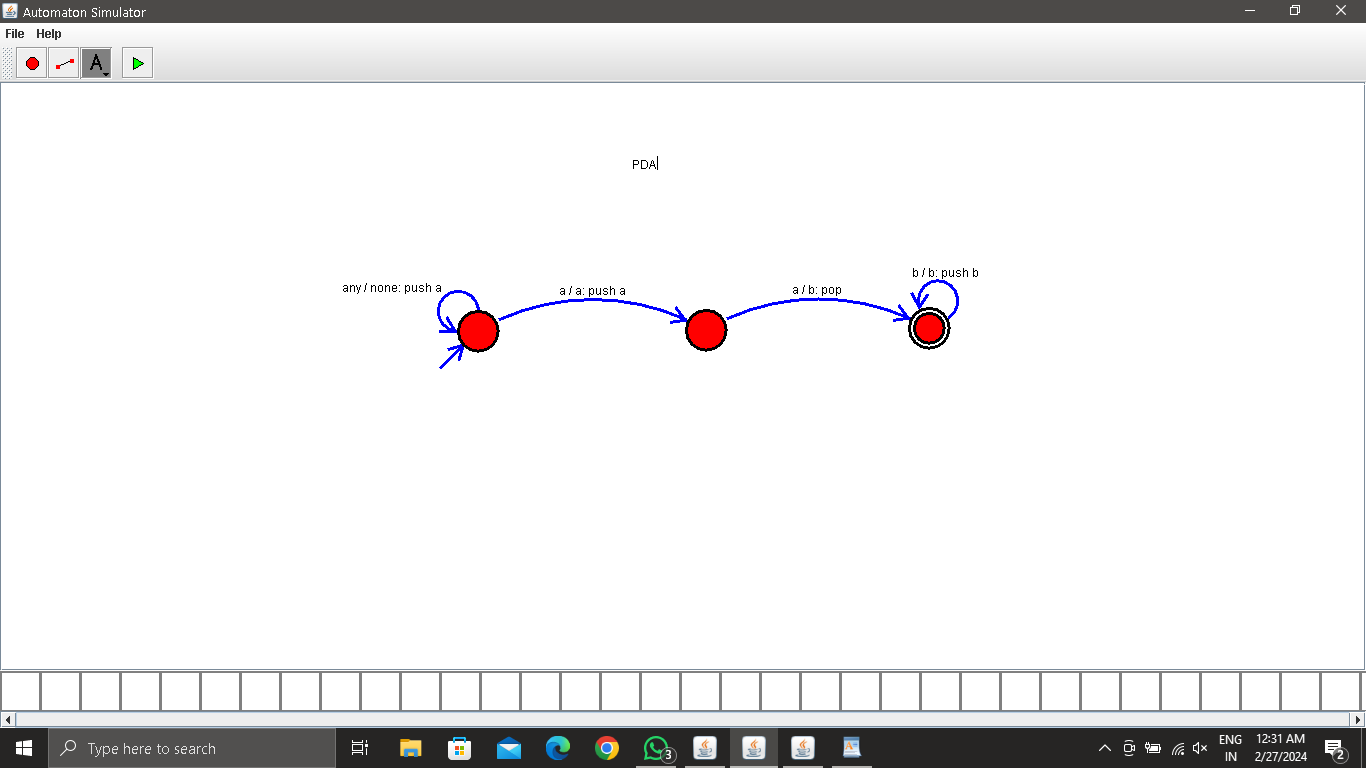 Automaton Simulator
File Help
A
PDA
b / b: push b
any / none: push a
a / a: push a
a / b: pop
Type here to search
3
ENG
IN
12:31 AM
2/27/2024
2